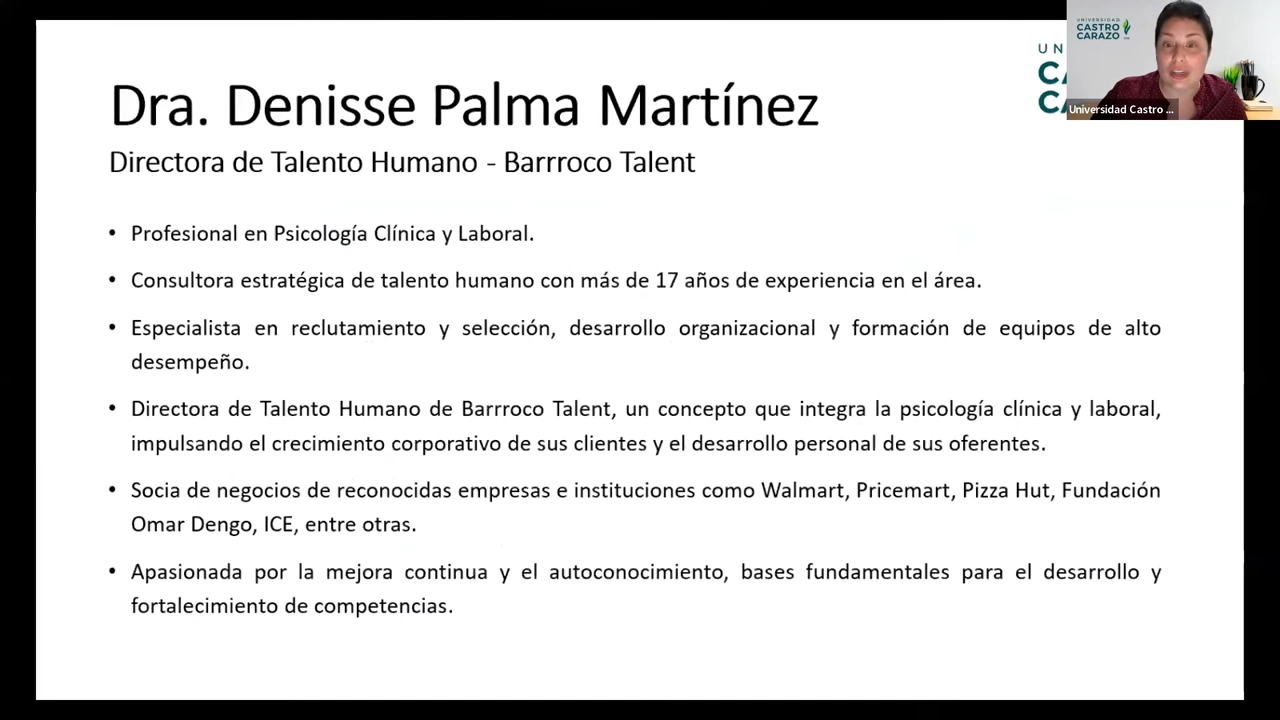 Dra. Denisse Palma Martínez
Directora de Talento Humano - Barrroco Talent
• Profesional en Psicología Clínica y Laboral.
• Consultora estratégica de talento humano con más de 17 años de experiencia en el área.
• Especialista en reclutamiento y selección, desarrollo organizacional y formación de equipos de alto
desempeño.
• Directora de Talento Humano de Barrroco Talent, un concepto que integra la psicología clínica y laboral,
impulsando el crecimiento corporativo de sus clientes y el desarrollo personal de sus oferentes.
• Socia de negocios de reconocidas empresas e instituciones como Walmart, Pricemart, Pizza Hut, Fundación
Omar Dengo, ICE, entre otras.
• Apasionada por la mejora continua y el autoconocimiento, bases fundamentales para el desarrollo y
fortalecimiento de competencias.
UN
CA
CA
UNIVERSIDAD
CASTRO
CARAZO
Universidad Castro ...